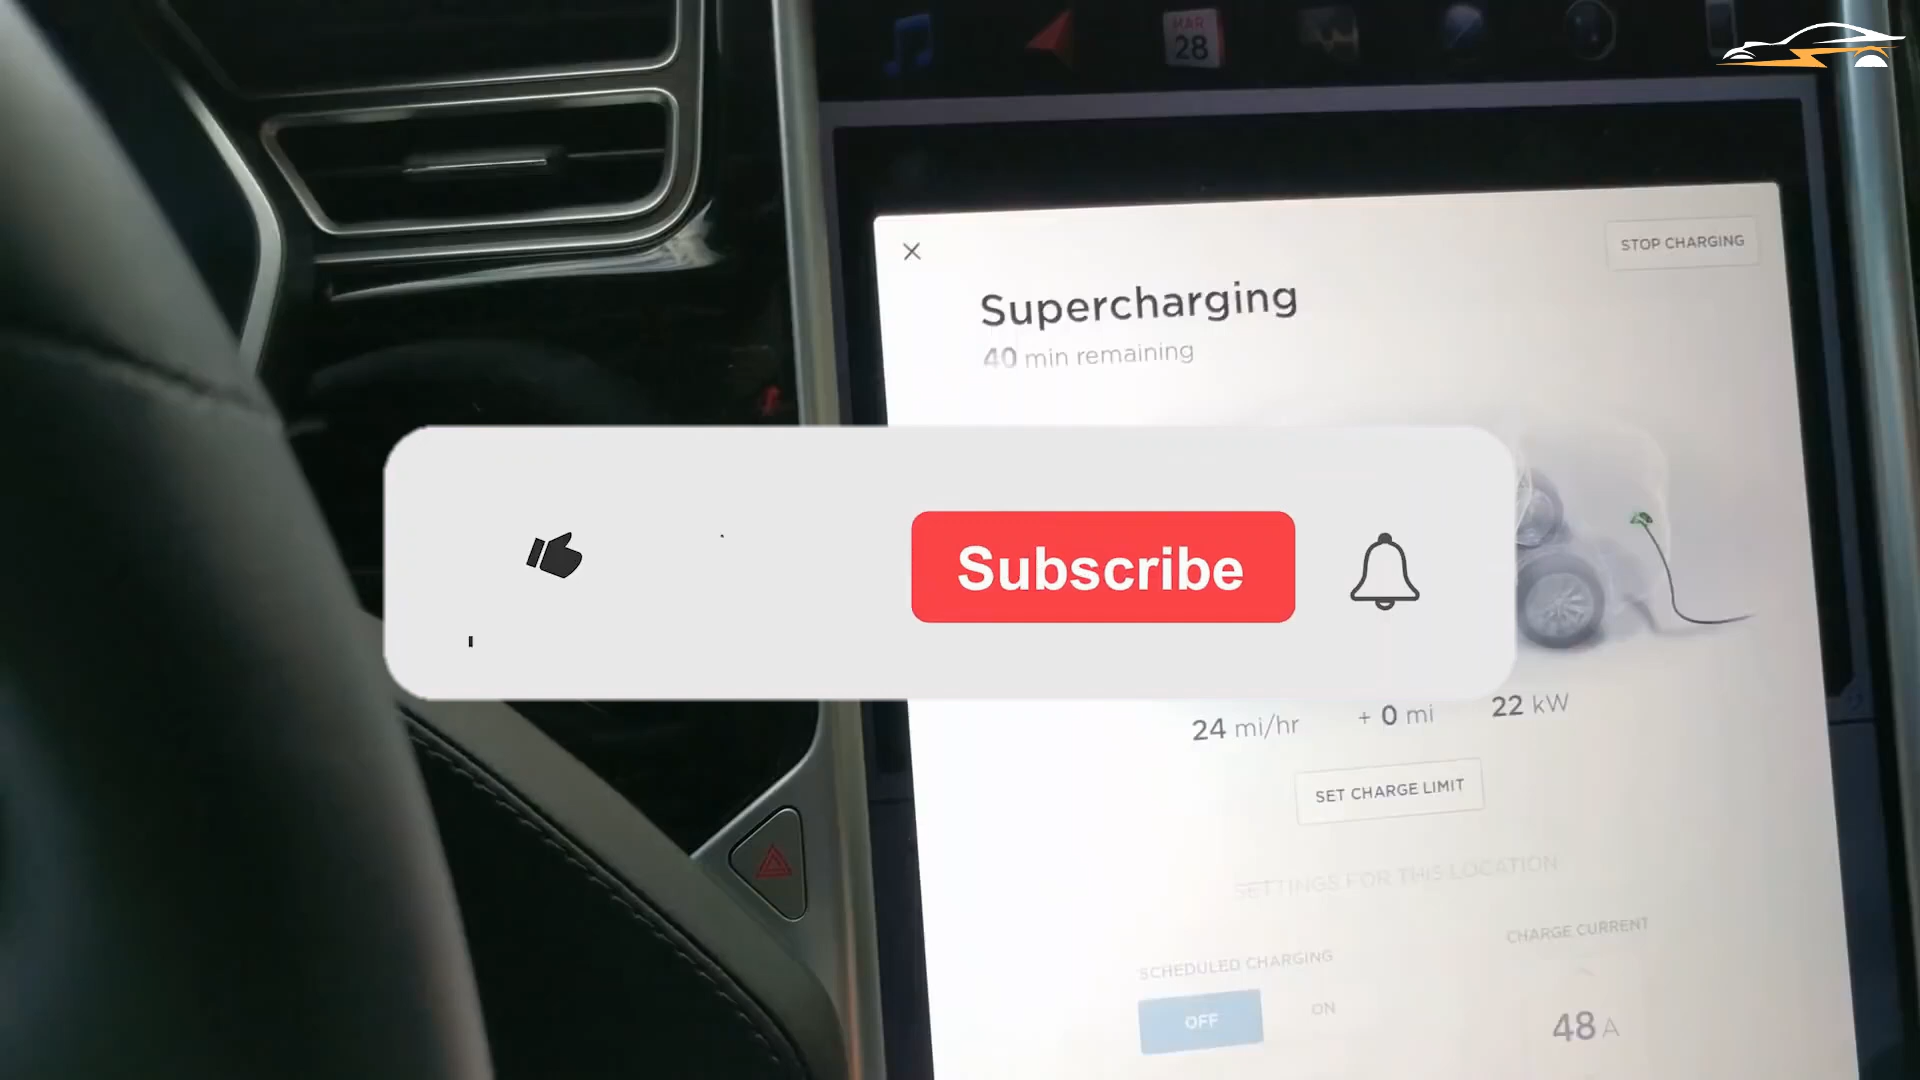 MAR
28
STOP CHARGING
Supercharging
40 min remaining
Subscribe
24 mi/hr
+ 0 mi
22 kW
SET CHARGE LIMIT
SETTINGS FOR THIS LOCATION
SCHEDULED CHARGING
CHARGE CURRENT
OFF
ON
48 A